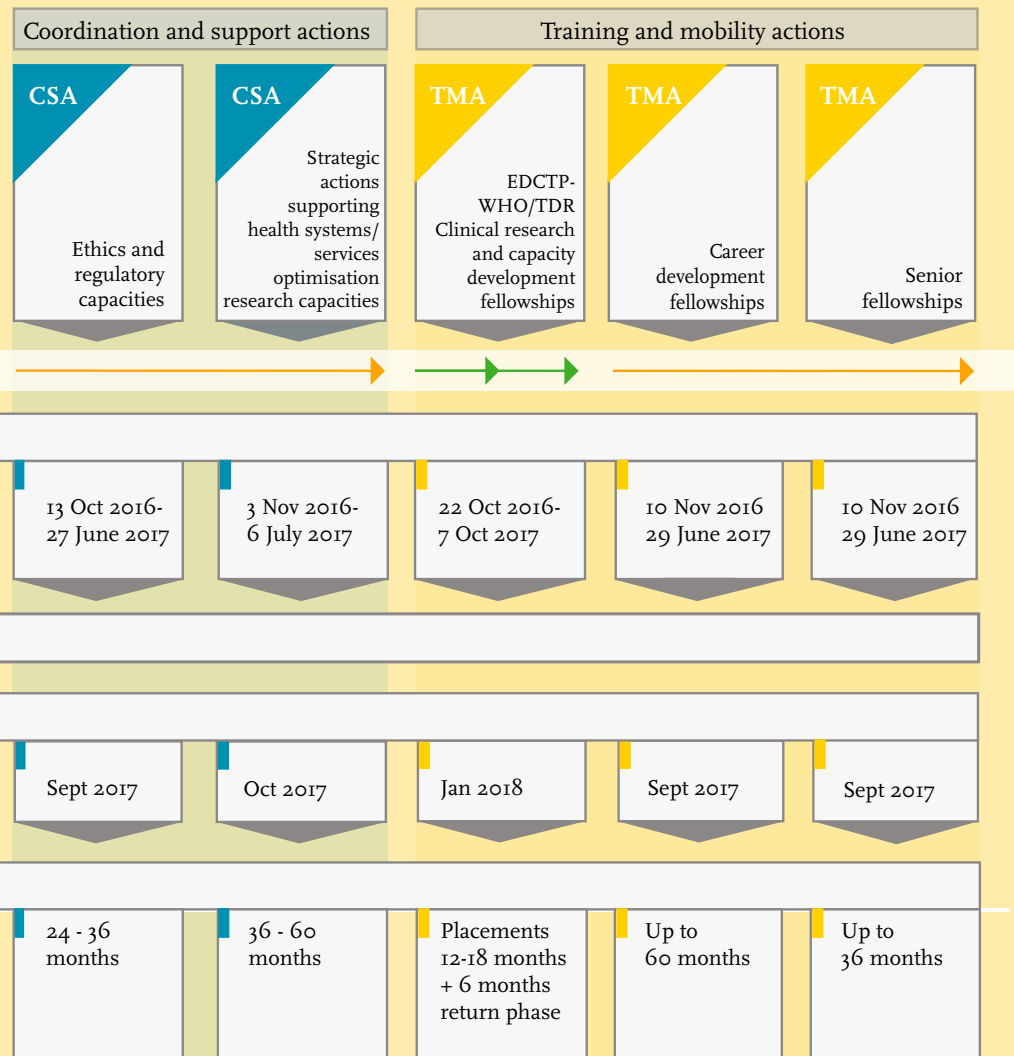 Coordination and support actions
Training and mobility actions
CSA
Ethics and
regulatory
capacities
CSA
Strategic
actions
supporting
health systems/
services
optimisation
research capacities
TMA
EDCTP-
WHO/TDR
Clinical research
and capacity
development
fellowships
TMA
Career
development
fellowships
TMA
Senior
fellowships
13 Oct 2016-
27 June 2017
3 Nov 2016-
6 July 2017
22 Oct 2016-
7 Oct 2017
10 Nov 2016
29 June 2017
10 Nov 2016
29 June 2017
Sept 2017
Oct 2017
Jan 2018
Sept 2017
Sept 2017
24 - 36
months
36 - 60
months
Placements
12-18 months
+ 6 months
return phase
Up to
60 months
Up to
36 months